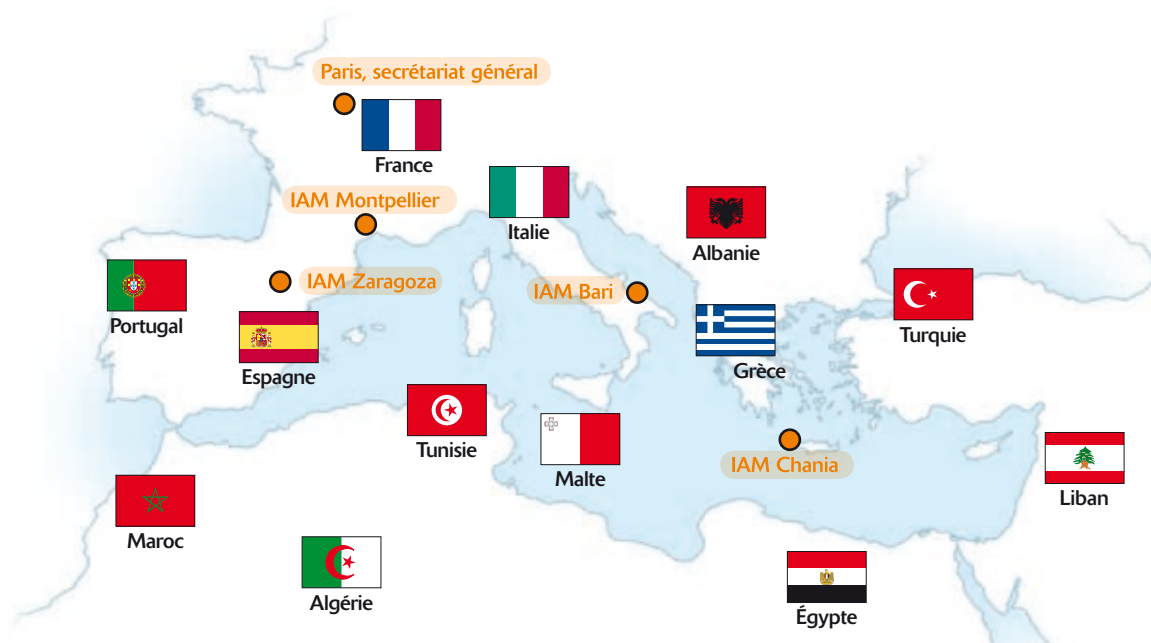 Paris, secrétariat général
France
IAM Montpellier
Italie
Albanie
IAM Zaragoza
IAM Bari
Portugal
Turquie
Espagne
Grèce
Tunisie
IAM Chania
Malte
Liban
Maroc
Algérie
Égypte